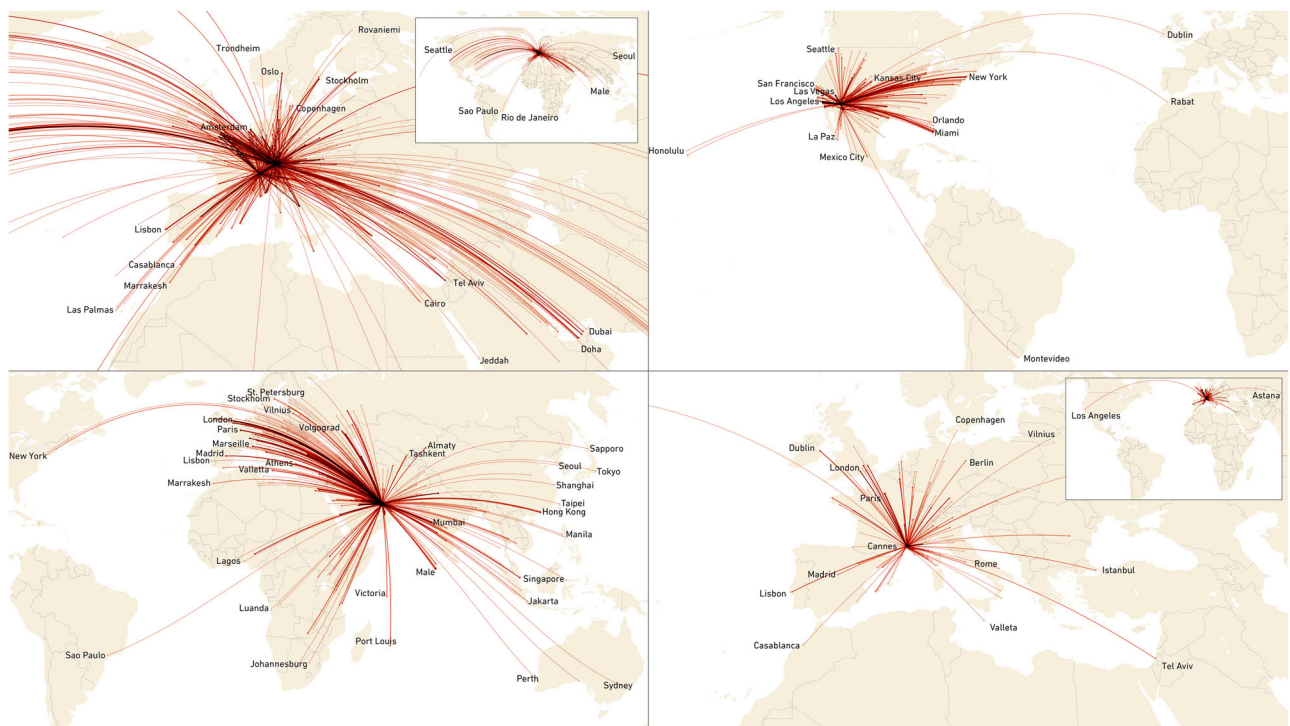 Rovaniemi
Trondheim
Seattle
Seoul
Oslo
Stockholm
Male
Copenhagen
Sao Paulo
Rio de Janeiro
Amsterdam
Lisbon
Casablanca
Marrakesh
Tel Aviv
Cairo
Las Palmas
Dubai
Doha
Jeddah
Dublin
Seattle
Kansas City
New York
San Francisco
Las Vegas
Los Angeles
Rabat
Orlando
Miami
La Paz
Honolulu
Mexico City
Montevideo
St. Petersburg
Stockholm
Vilnius
London
Paris
Volgograd
Marseille
Almaty
Sapporo
Madrid
Tashkent
New York
Lisbon
Athens
Seoul
Valletta
Tokyo
Marrakesh
Shanghai
Taipei
Hong Kong
Mumbai
Manila
Lagos
Male
Singapore
Victoria
Jakarta
Luanda
Port Louis
Sao Paulo
Johannesburg
Perth
Sydney
Astana
Los Angeles
Copenhagen
Vilnius
Dublin
London
Berlin
Paris
Cannes
Rome
Madrid
Istanbul
Lisbon
Valleta
Casablanca
Tel Aviv